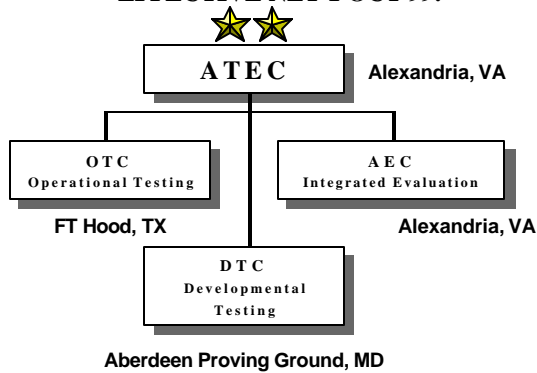 ATEC
Alexandria, VA
OTC
Operational Testing
AEC
Integrated Evaluation
FT Hood, TX
Alexandria, VA
DTC
Developmental
Testing
Aberdeen Proving Ground, MD